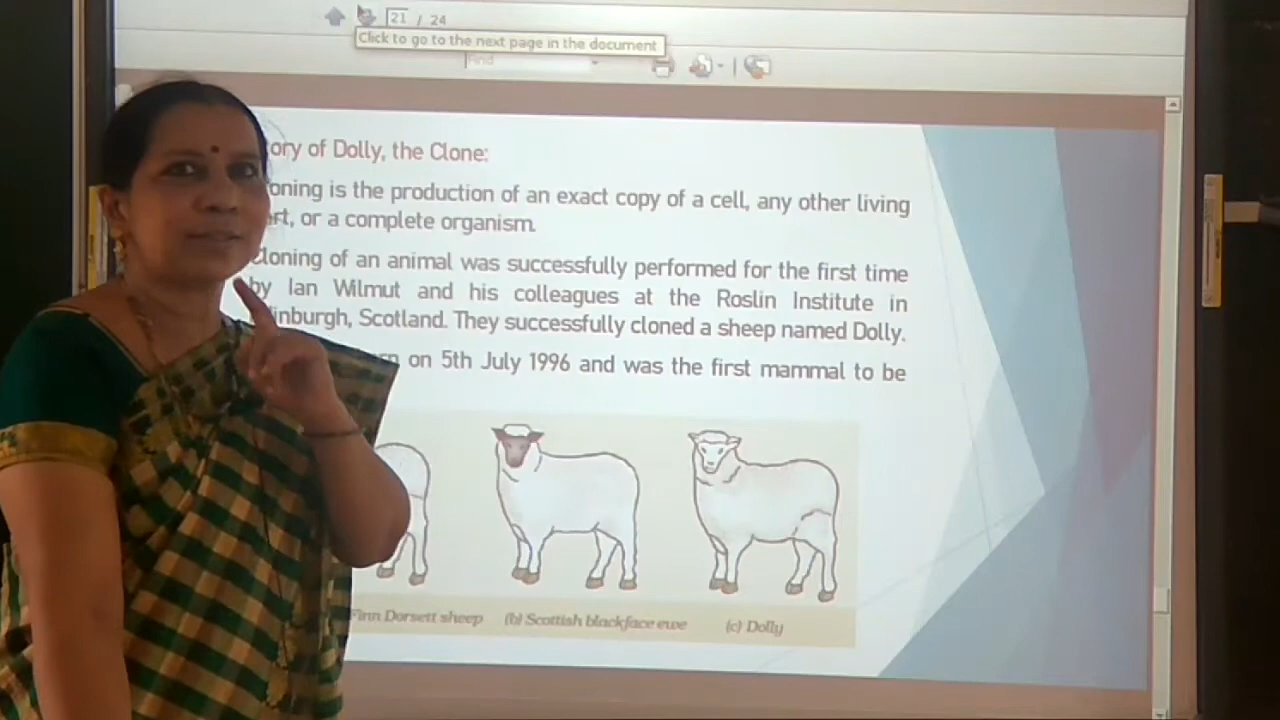 21 / 24
Click to go to the next page in the document
Find
ory of Dolly, the Clone:
oning is the production of an exact copy of a cell, any other living
rt, or a complete organism.
Cloning of an animal was successfully performed for the first time
by Ian Wilmut and his colleagues at the Roslin Institute in
inburgh, Scotland. They successfully cloned a sheep named Dolly.
rn on 5th July 1996 and was the first mammal to be
Finn Dorsett sheep (b) Scottish blackface ewe (c) Dolly